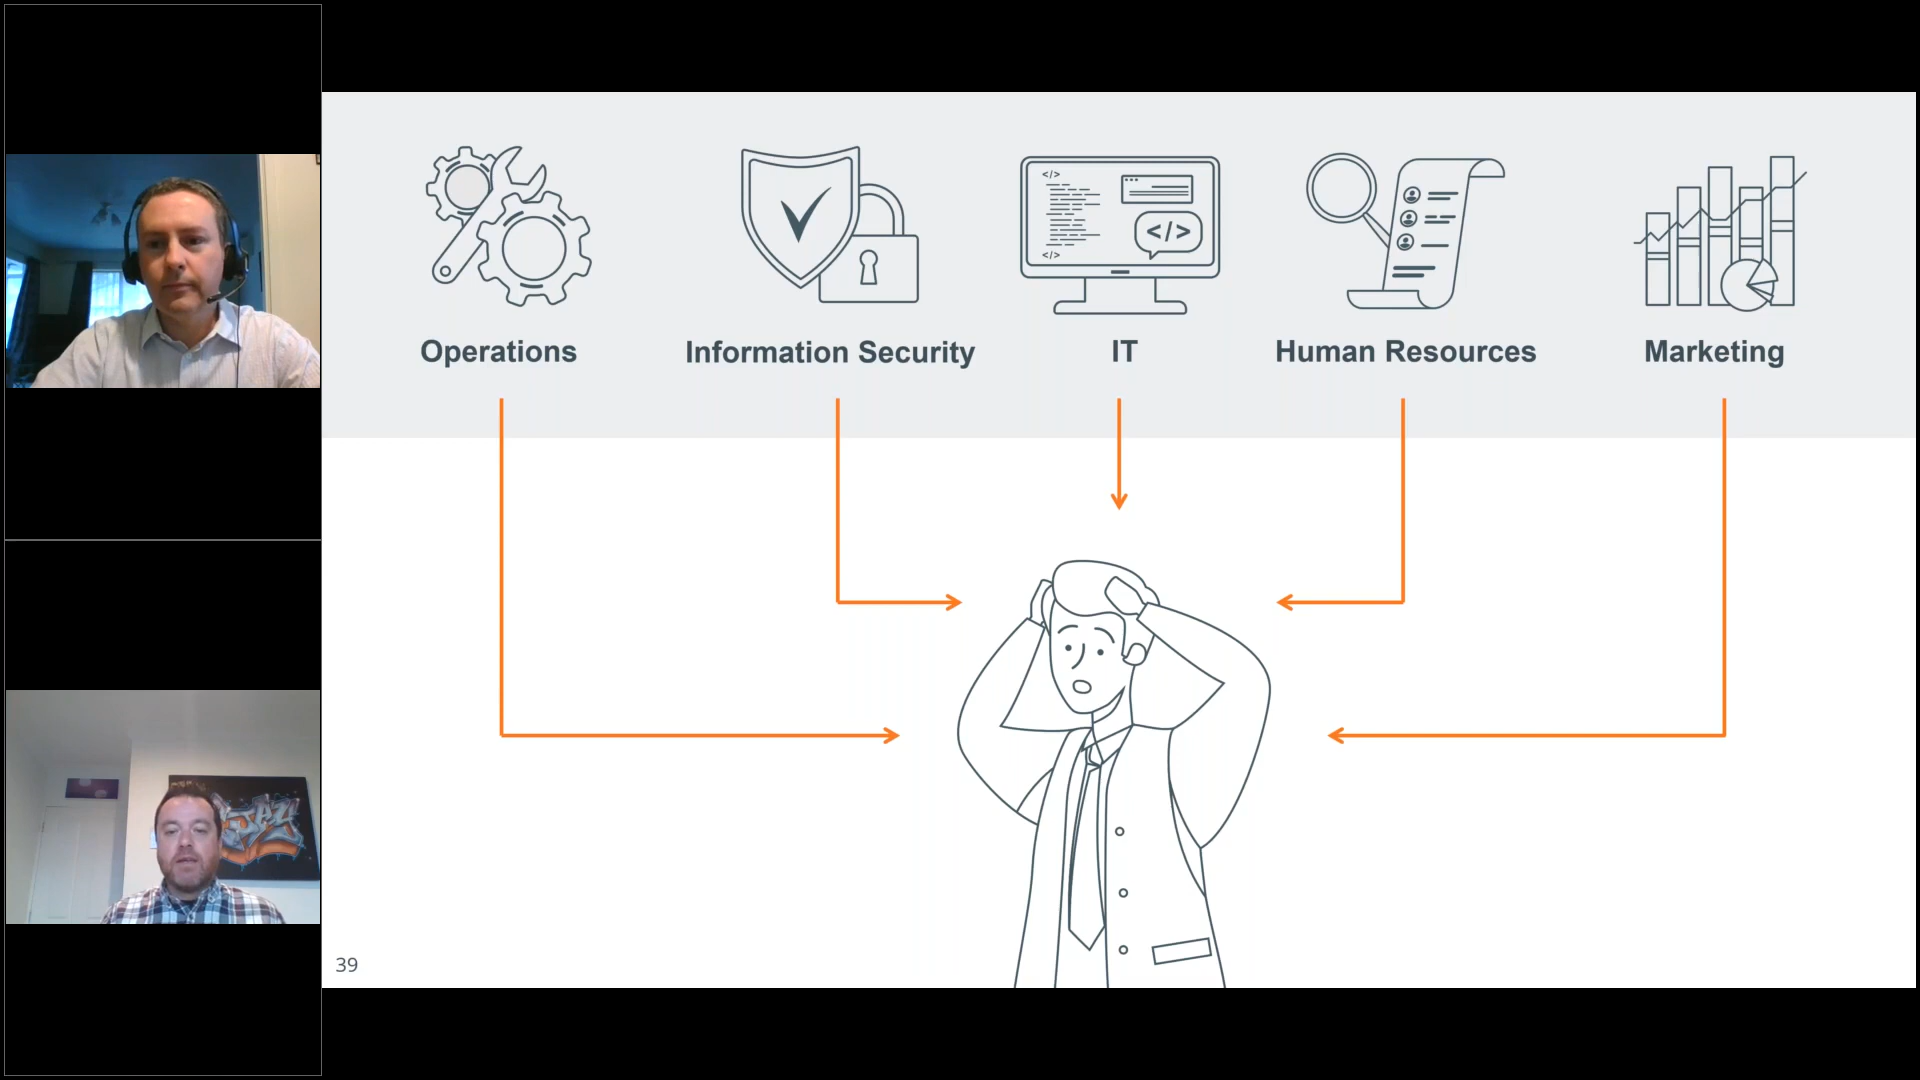 </>
</>
</>
Operations
Information Security
IT
Human Resources
Marketing
39